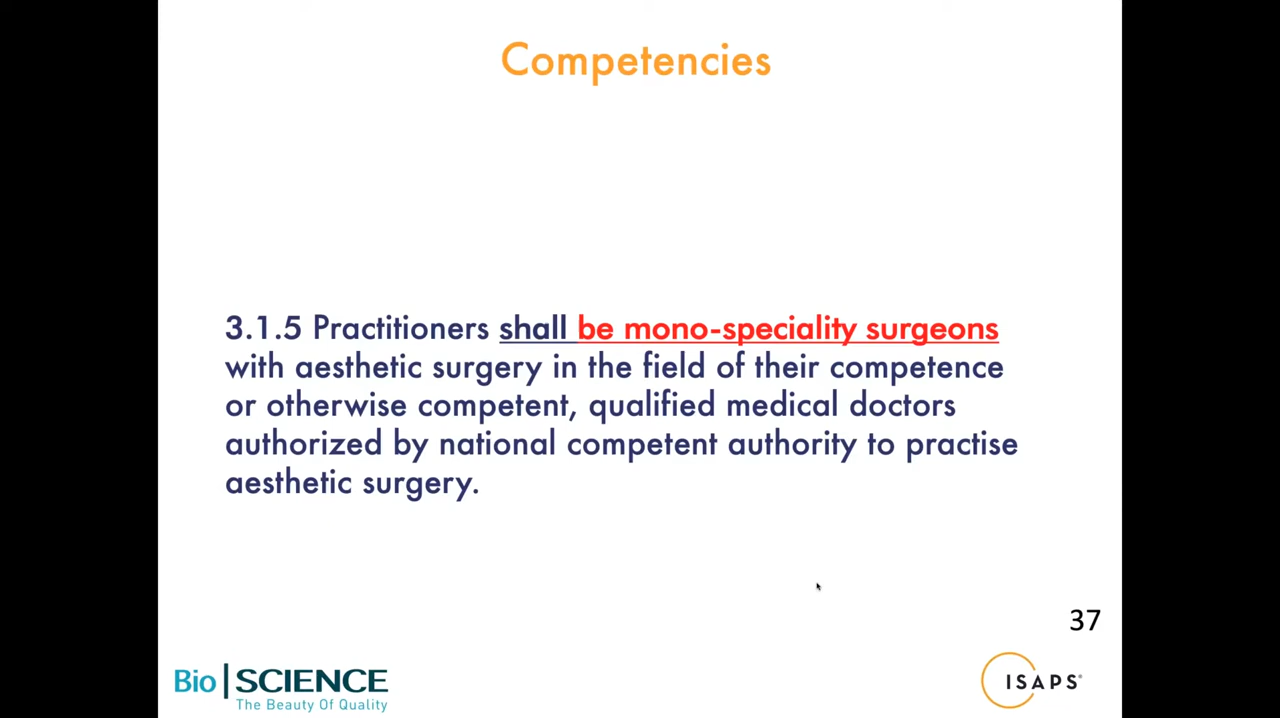 Competencies
3.1.5 Practitioners shall be mono-speciality surgeons
with aesthetic surgery in the field of their competence
or otherwise competent, qualified medical doctors
authorized by national competent authority to practise
aesthetic surgery.
37
Bio|SCIENCE
The Beauty Of Quality
ISAPS®